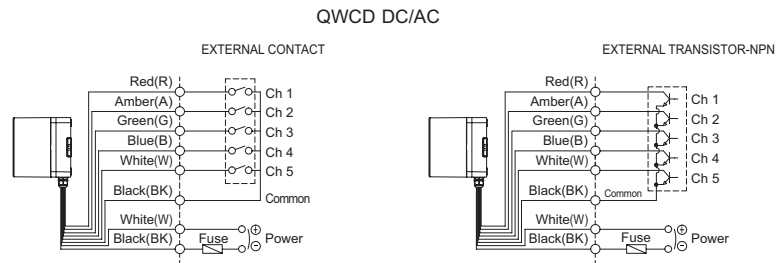 QWCD DC/AC
EXTERNAL CONTACT
Red(R)
Amber(A)
Green(G)
Blue(B)
White(W)
Black(BK)
White(W)
Black(BK)
Ch 1
Ch 2
Ch 3
Ch 4
Ch 5
Common
Fuse
⊕
⊖
Power
EXTERNAL TRANSISTOR-NPN
Red(R)
Amber(A)
Green(G)
Blue(B)
White(W)
Black(BK)
White(W)
Black(BK)
Ch 1
Ch 2
Ch 3
Ch 4
Ch 5
Common
Fuse
⊕
⊖
Power